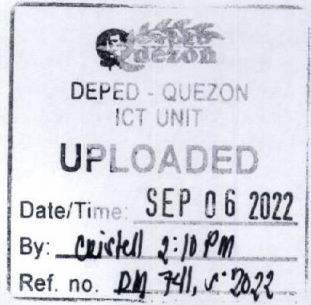 DepEd
Quezon
DEPED - QUEZON
ICT UNIT
UPLOADED
Date/Time: SEP 06 2022
By: Cristell 2:10 PM
Ref. no. DM 741, s. 2022